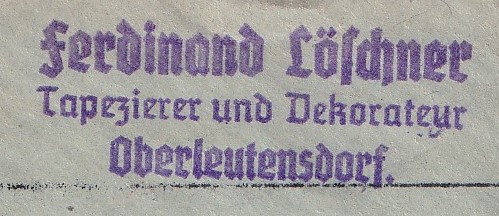 Ferdinand Löschner
Tapezierer und Dekorateur
Oberleutensdorf.